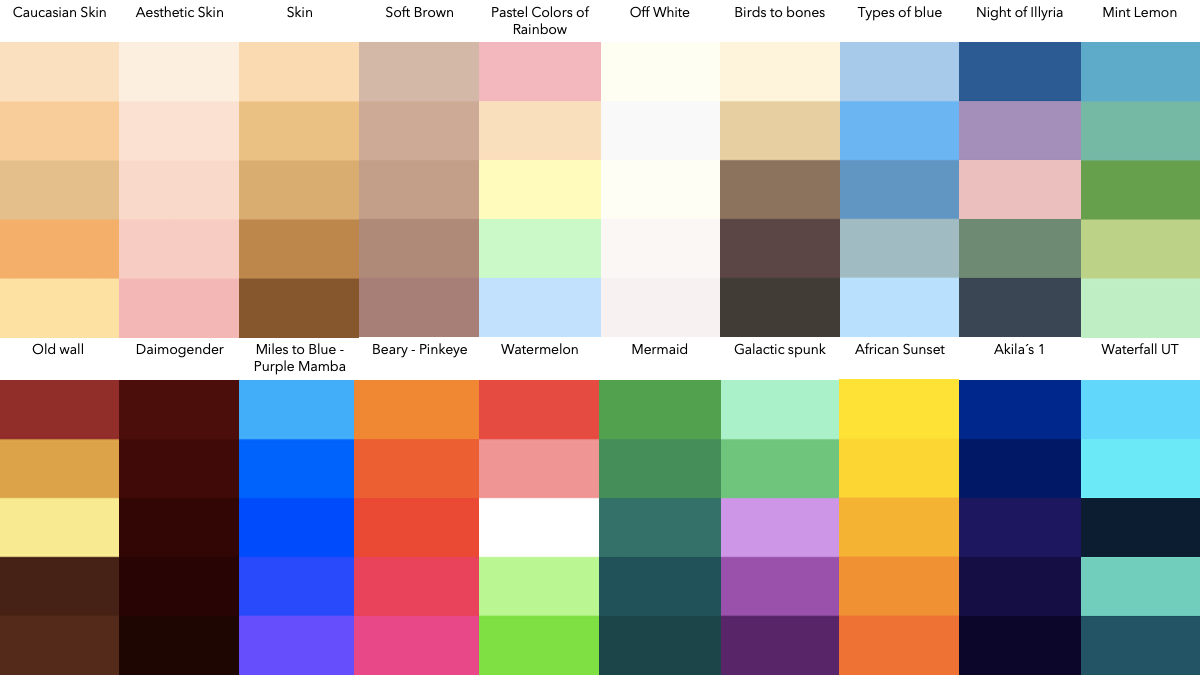 Caucasian Skin
Aesthetic Skin
Skin
Soft Brown
Pastel Colors of
Rainbow
Off White
Birds to bones
Types of blue
Night of Illyria
Mint Lemon
Old wall
Daimogender
Miles to Blue -
Purple Mamba
Beary - Pinkeye
Watermelon
Mermaid
Galactic spunk
African Sunset
Akila´s 1
Waterfall UT